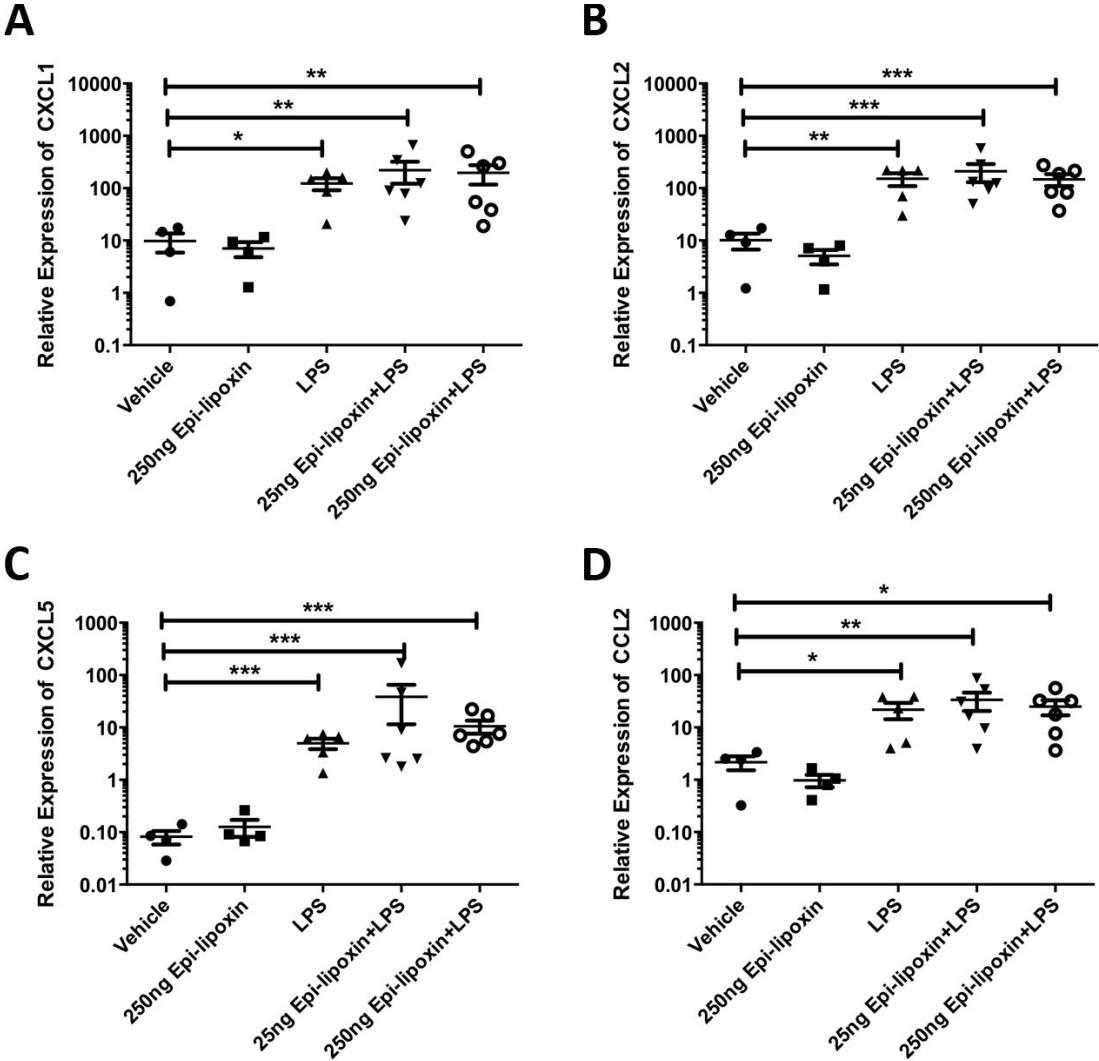 A
Relative Expression of CXCL1
10000
1000
100
10
1
0.1
**
**
*
Vehicle
250ng Epi-lipoxin
LPS
25ng Epi-lipoxin+LPS
250ng Epi-lipoxin+LPS
B
Relative Expression of CXCL2
10000
1000
100
10
1
0.1
***
***
**
Vehicle
250ng Epi-lipoxin
LPS
25ng Epi-lipoxin+LPS
250ng Epi-lipoxin+LPS
C
Relative Expression of CXCL5
1000
100
10
1
0.10
0.01
***
***
***
Vehicle
250ng Epi-lipoxin
LPS
25ng Epi-lipoxin+LPS
250ng Epi-lipoxin+LPS
D
Relative Expression of CCL2
1000
100
10
1
0.1
0.01
*
**
*
Vehicle
250ng Epi-lipoxin
LPS
25ng Epi-lipoxin+LPS
250ng Epi-lipoxin+LPS